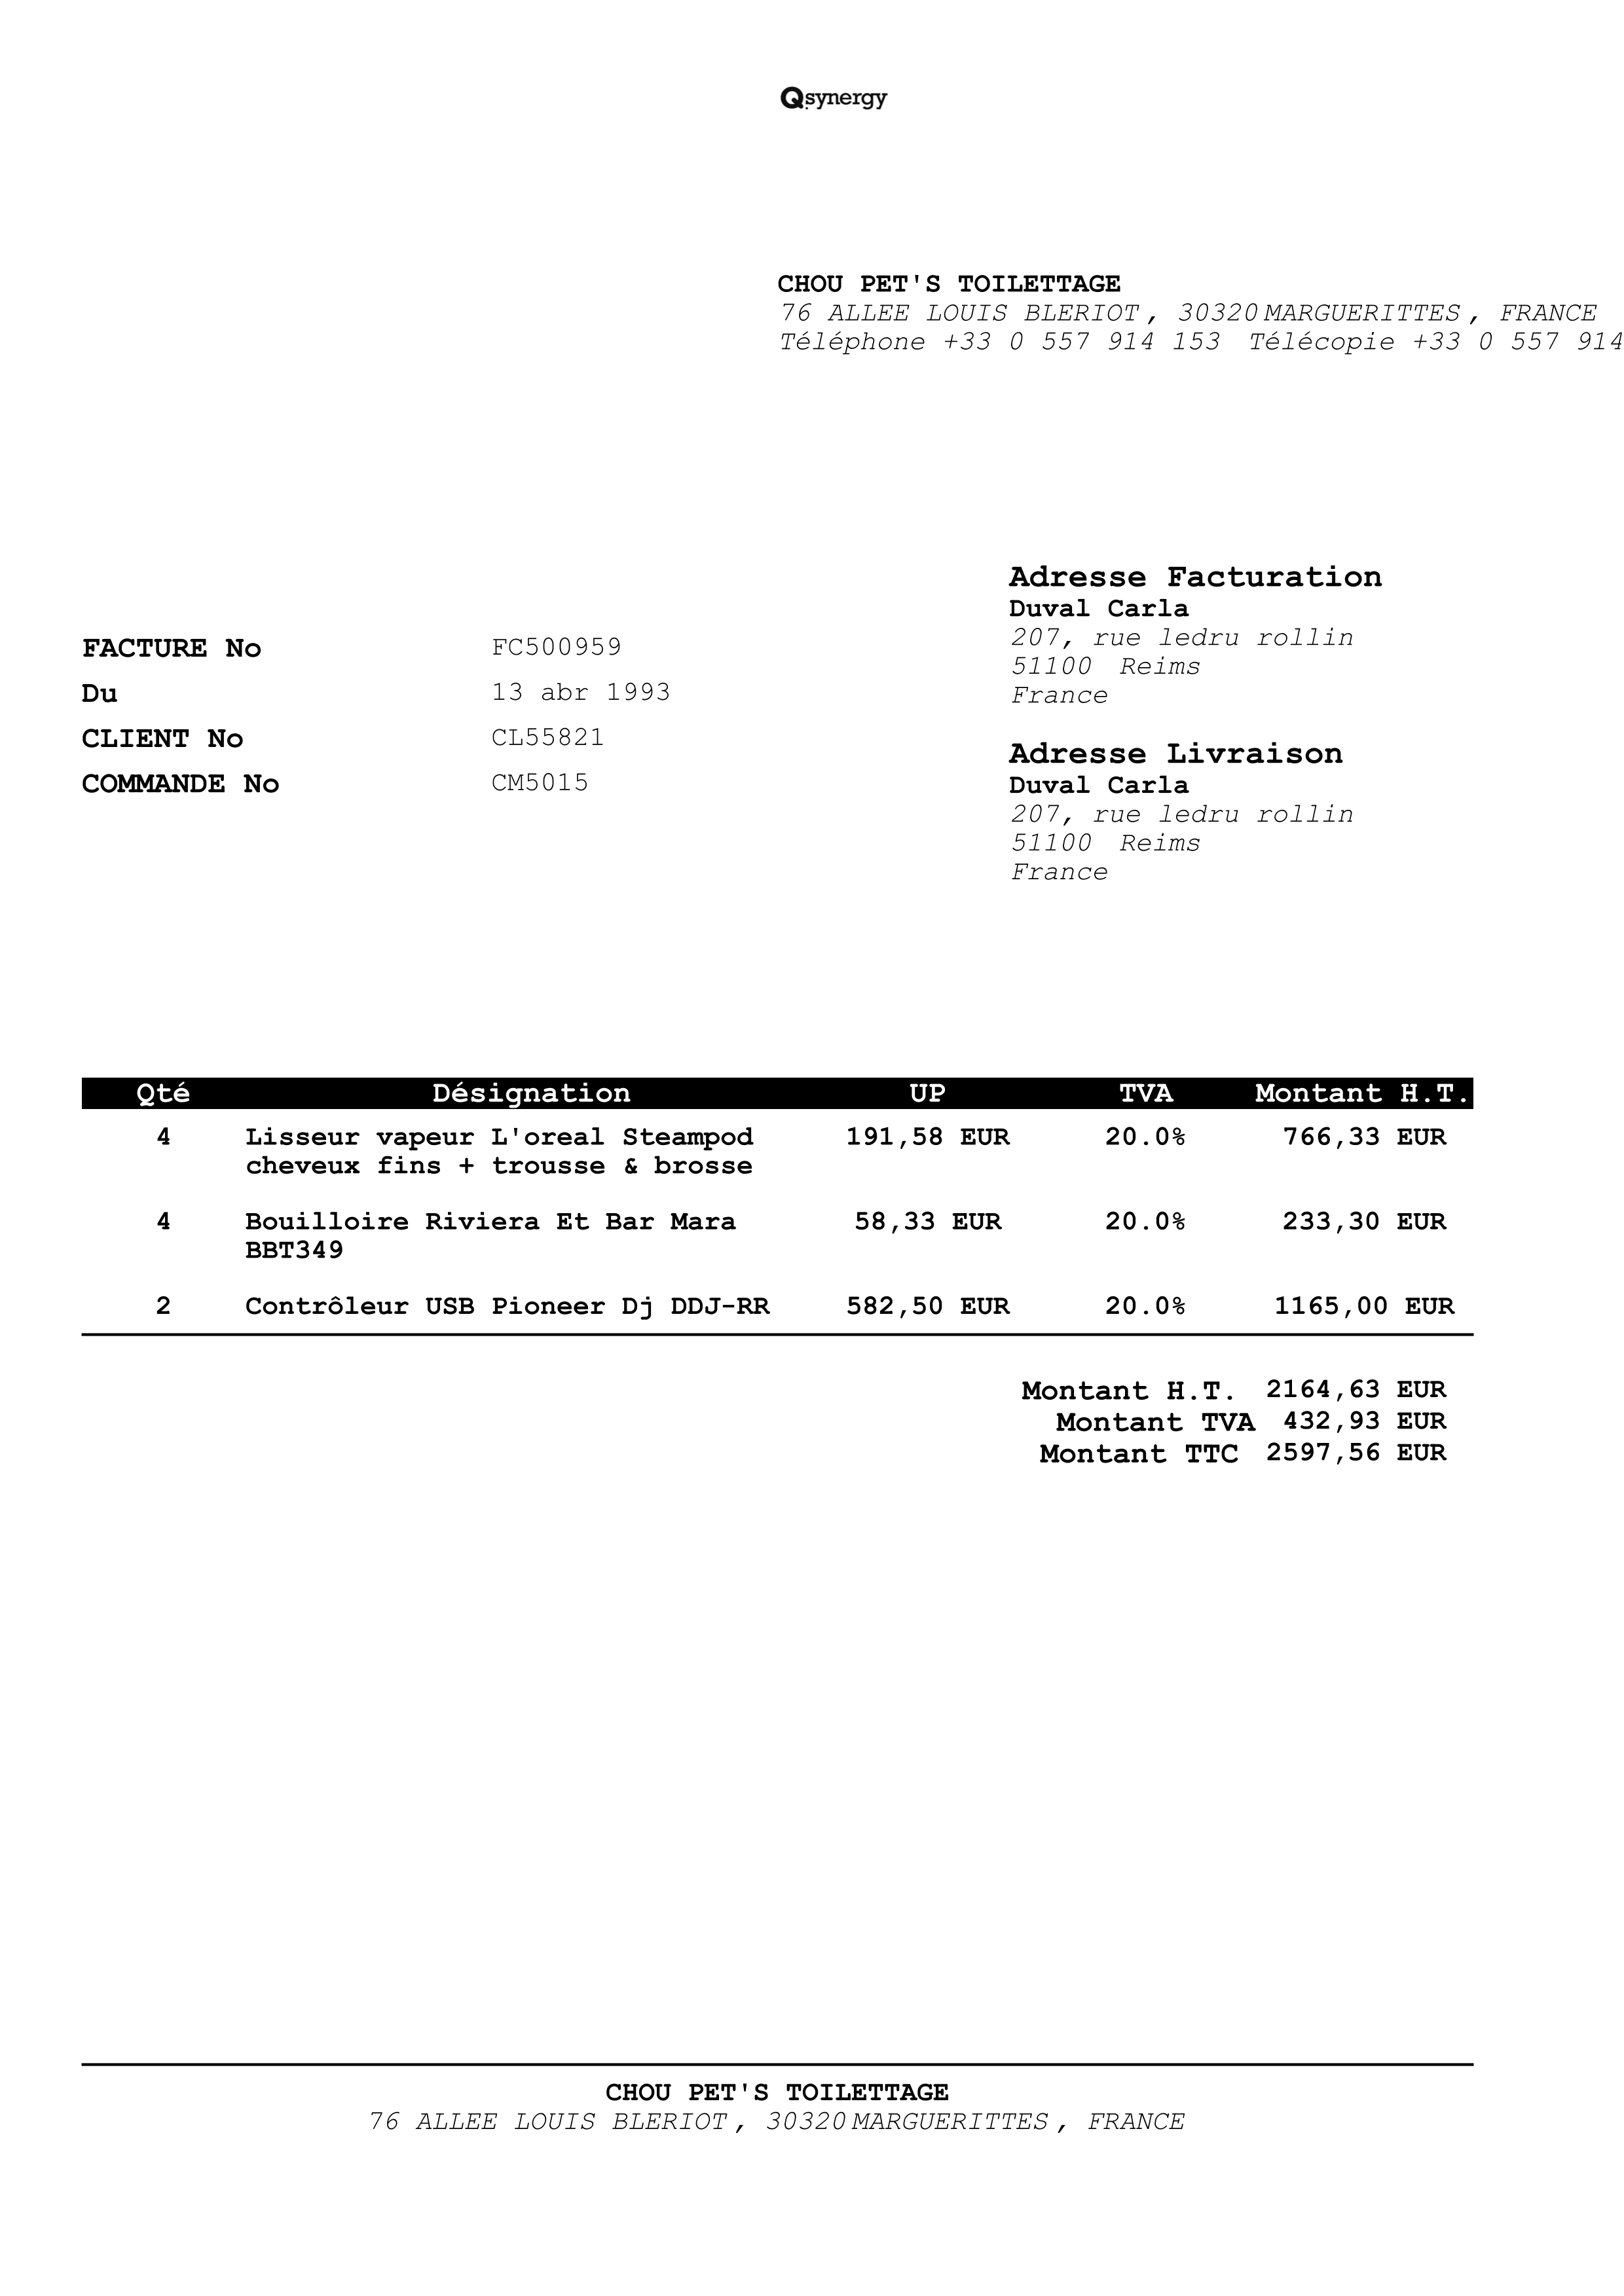 Qsynergy
CHOU PET'S TOILETTAGE
76 ALLEE LOUIS BLERIOT, 30320 MARGUERITTES, FRANCE
Téléphone +33 0 557 914 153 Télécopie +33 0 557 914
FACTURE No FC500959
Du 13 abr 1993
CLIENT No CL55821
COMMANDE No CM5015
Adresse Facturation
Duval Carla
207, rue ledru rollin
51100 Reims
France
Adresse Livraison
Duval Carla
207, rue ledru rollin
51100 Reims
France
Qté Désignation UP TVA Montant H.T.
4 Lisseur vapeur L'oreal Steampod 191,58 EUR 20.0% 766,33 EUR
cheveux fins + trousse & brosse
4 Bouilloire Riviera Et Bar Mara 58,33 EUR 20.0% 233,30 EUR
BBT349
2 Contrôleur USB Pioneer Dj DDJ-RR 582,50 EUR 20.0% 1165,00 EUR
Montant H.T. 2164,63 EUR
Montant TVA 432,93 EUR
Montant TTC 2597,56 EUR
CHOU PET'S TOILETTAGE
76 ALLEE LOUIS BLERIOT, 30320 MARGUERITTES, FRANCE